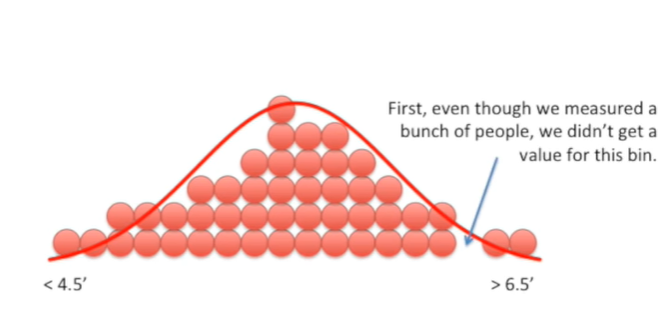 First, even though we measured a
bunch of people, we didn’t get a
value for this bin.
< 4.5’
> 6.5’